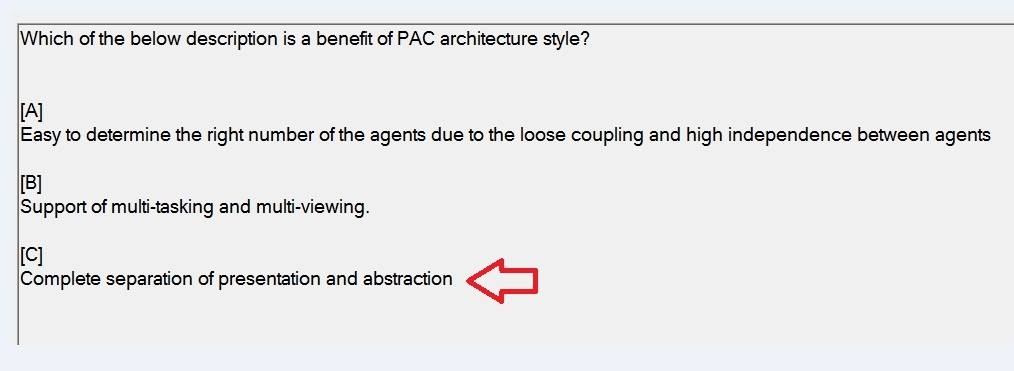 Which of the below description is a benefit of PAC architecture style?
[A]
Easy to determine the right number of the agents due to the loose coupling and high independence between agents
[B]
Support of multi-tasking and multi-viewing.
[C]
Complete separation of presentation and abstraction